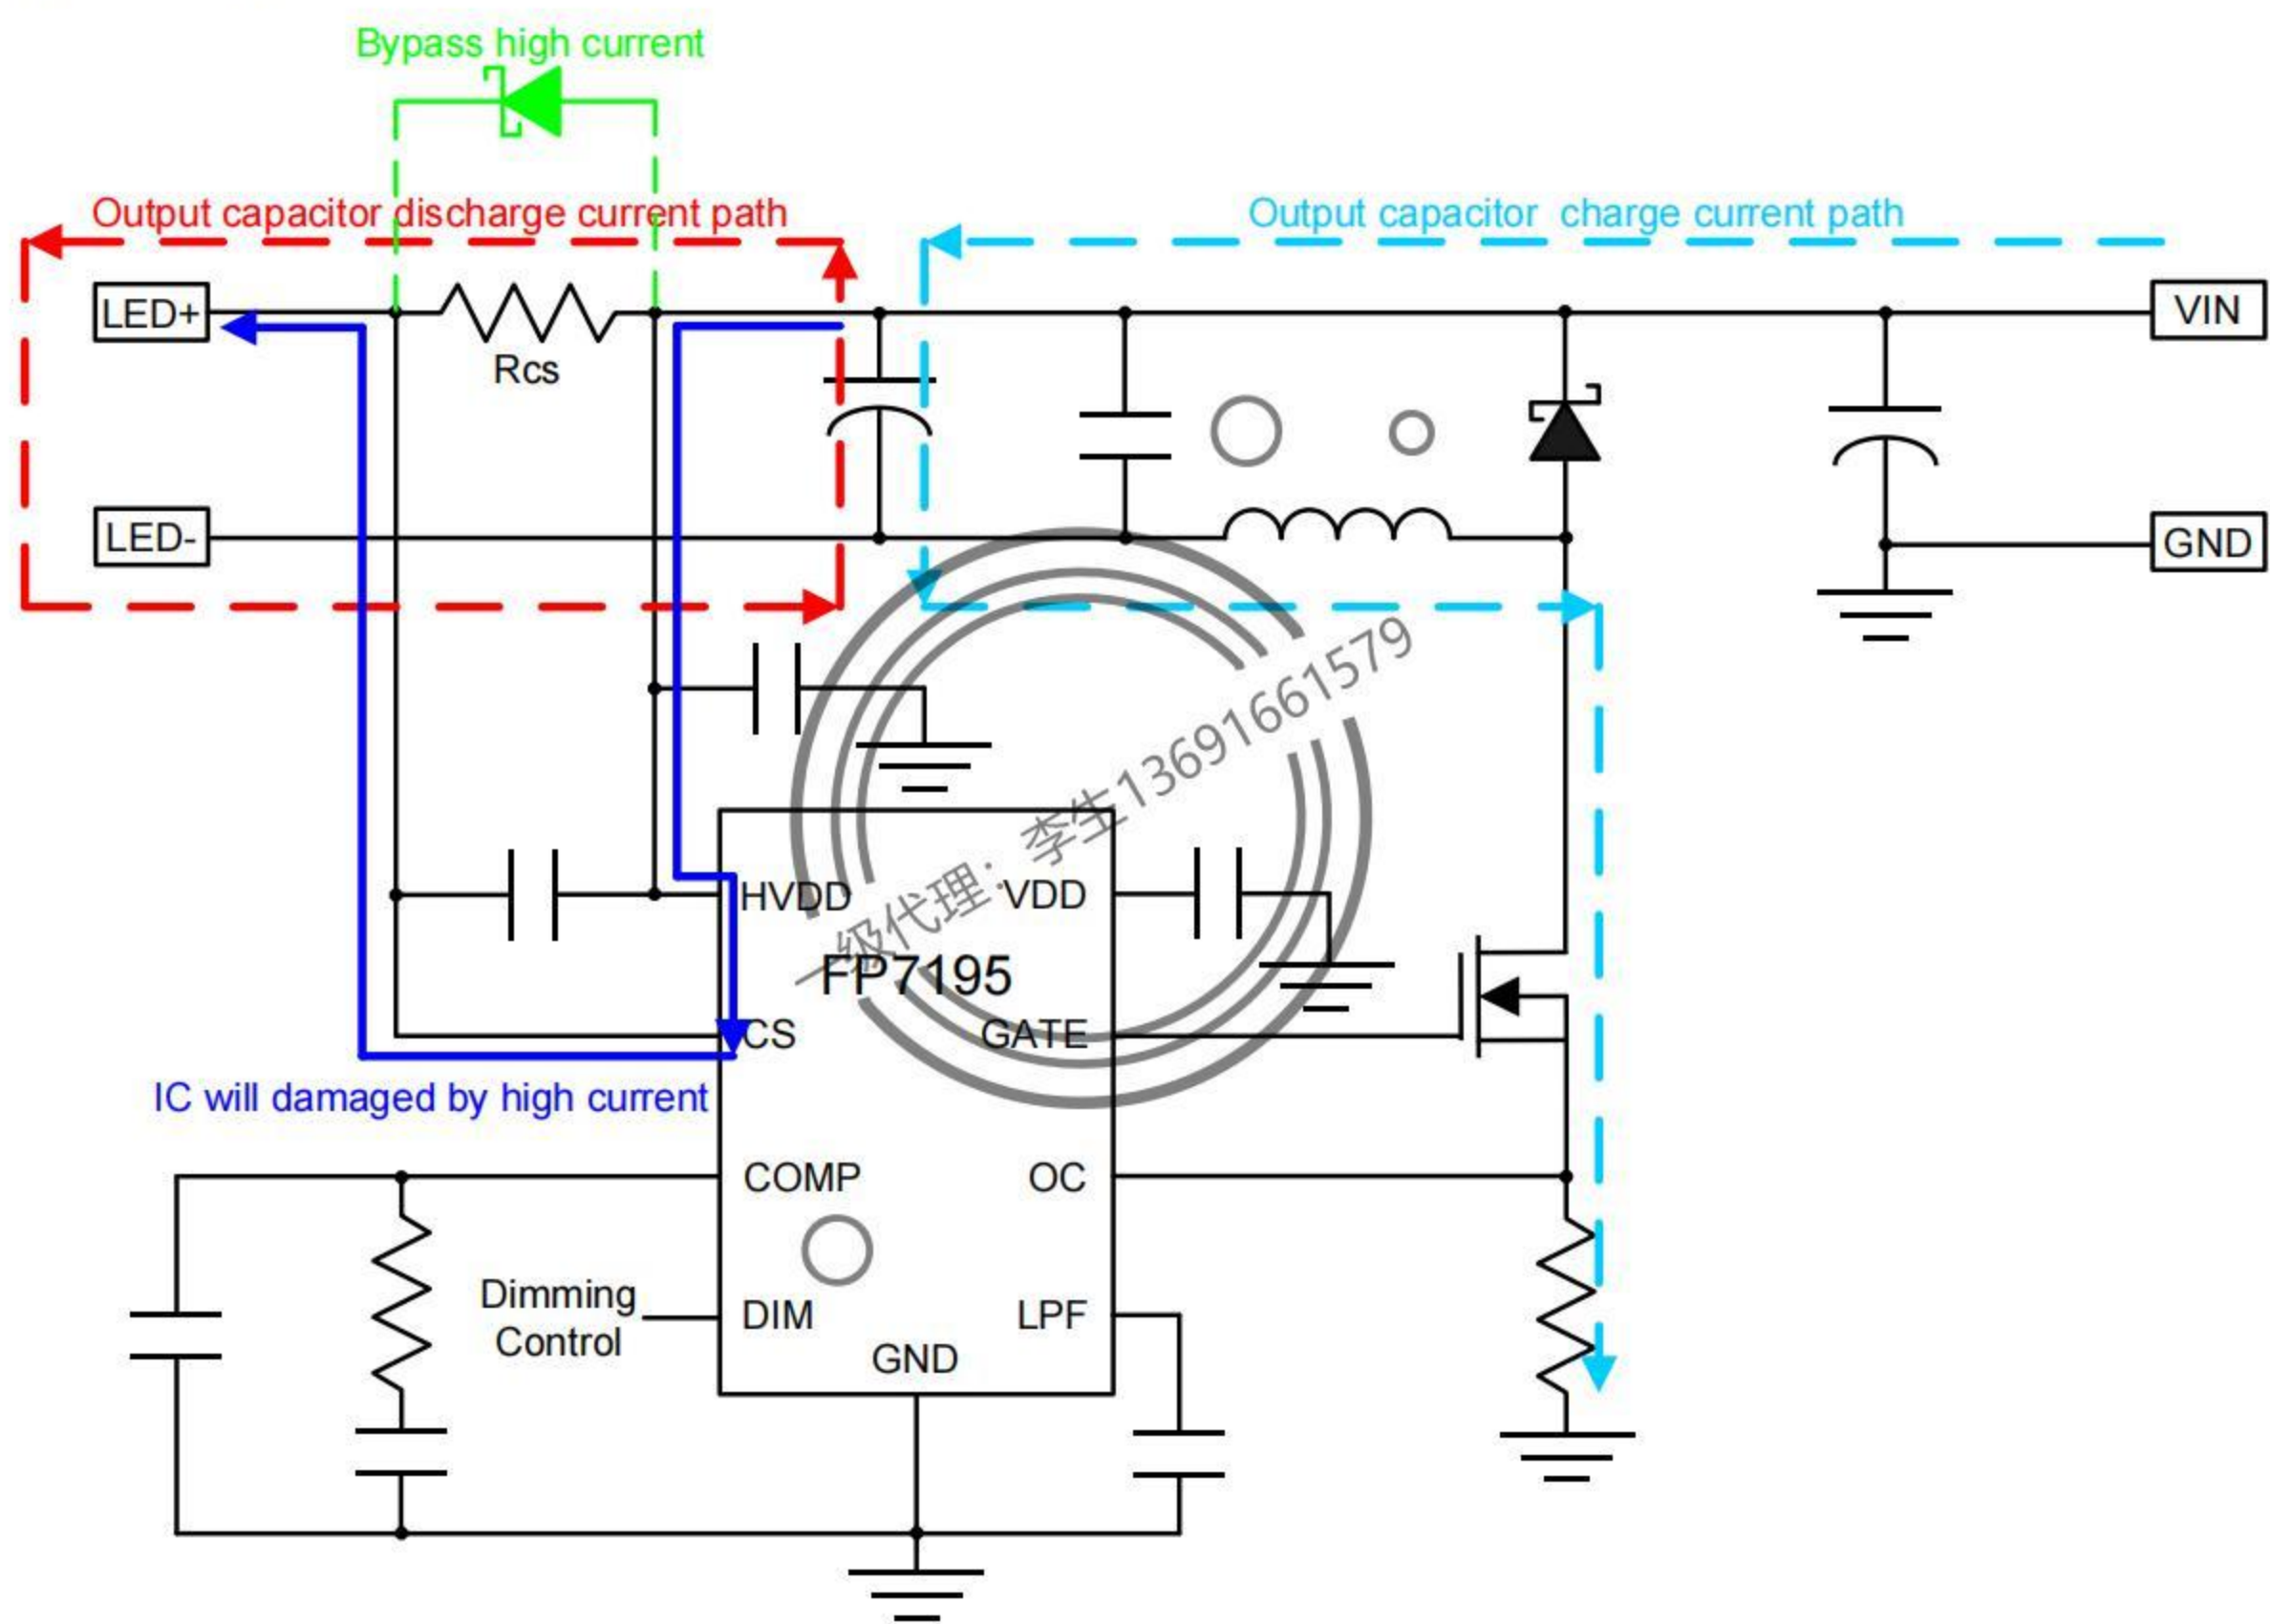 Bypass high current
Output capacitor discharge current path
Output capacitor charge current path
LED+
Rcs
VIN
LED-
GND
一级代理：李生13691661579
HVDD
VDD
FP7195
CS
GATE
IC will damaged by high current
COMP
OC
Dimming
Control
DIM
LPF
GND